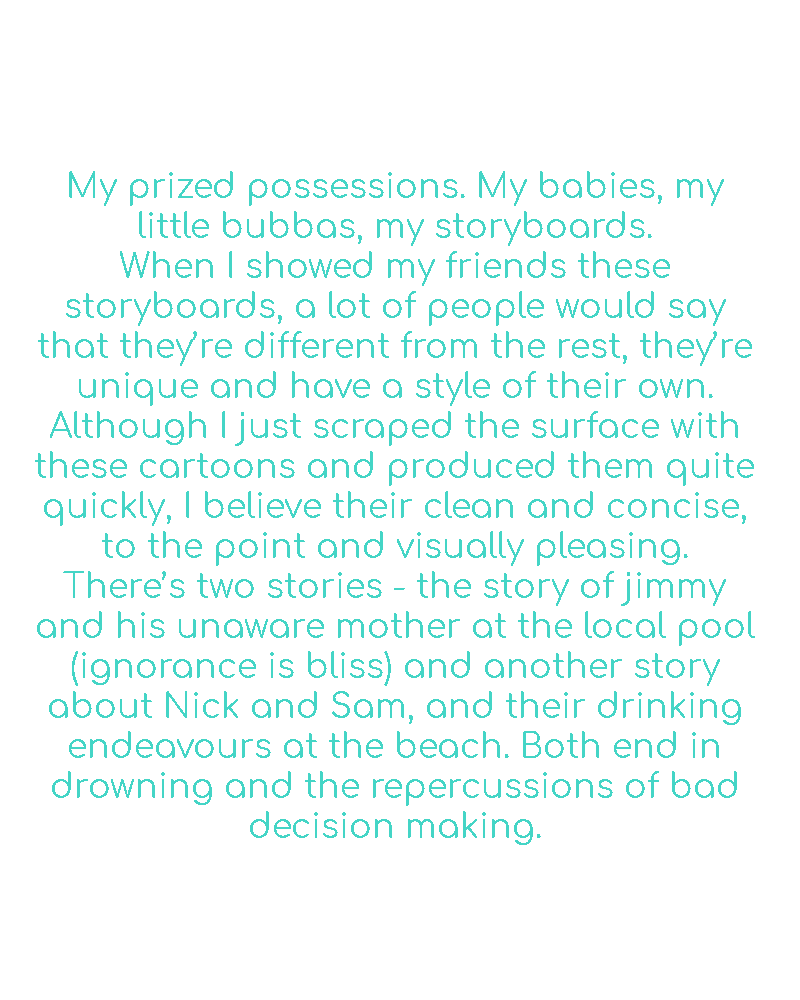 My prized possessions. My babies, my
little bubbas, my storyboards.
When I showed my friends these
storyboards, a lot of people would say
that they’re different from the rest, they’re
unique and have a style of their own.
Although I just scraped the surface with
these cartoons and produced them quite
quickly, I believe their clean and concise,
to the point and visually pleasing.
There’s two stories - the story of jimmy
and his unaware mother at the local pool
(ignorance is bliss) and another story
about Nick and Sam, and their drinking
endeavours at the beach. Both end in
drowning and the repercussions of bad
decision making.